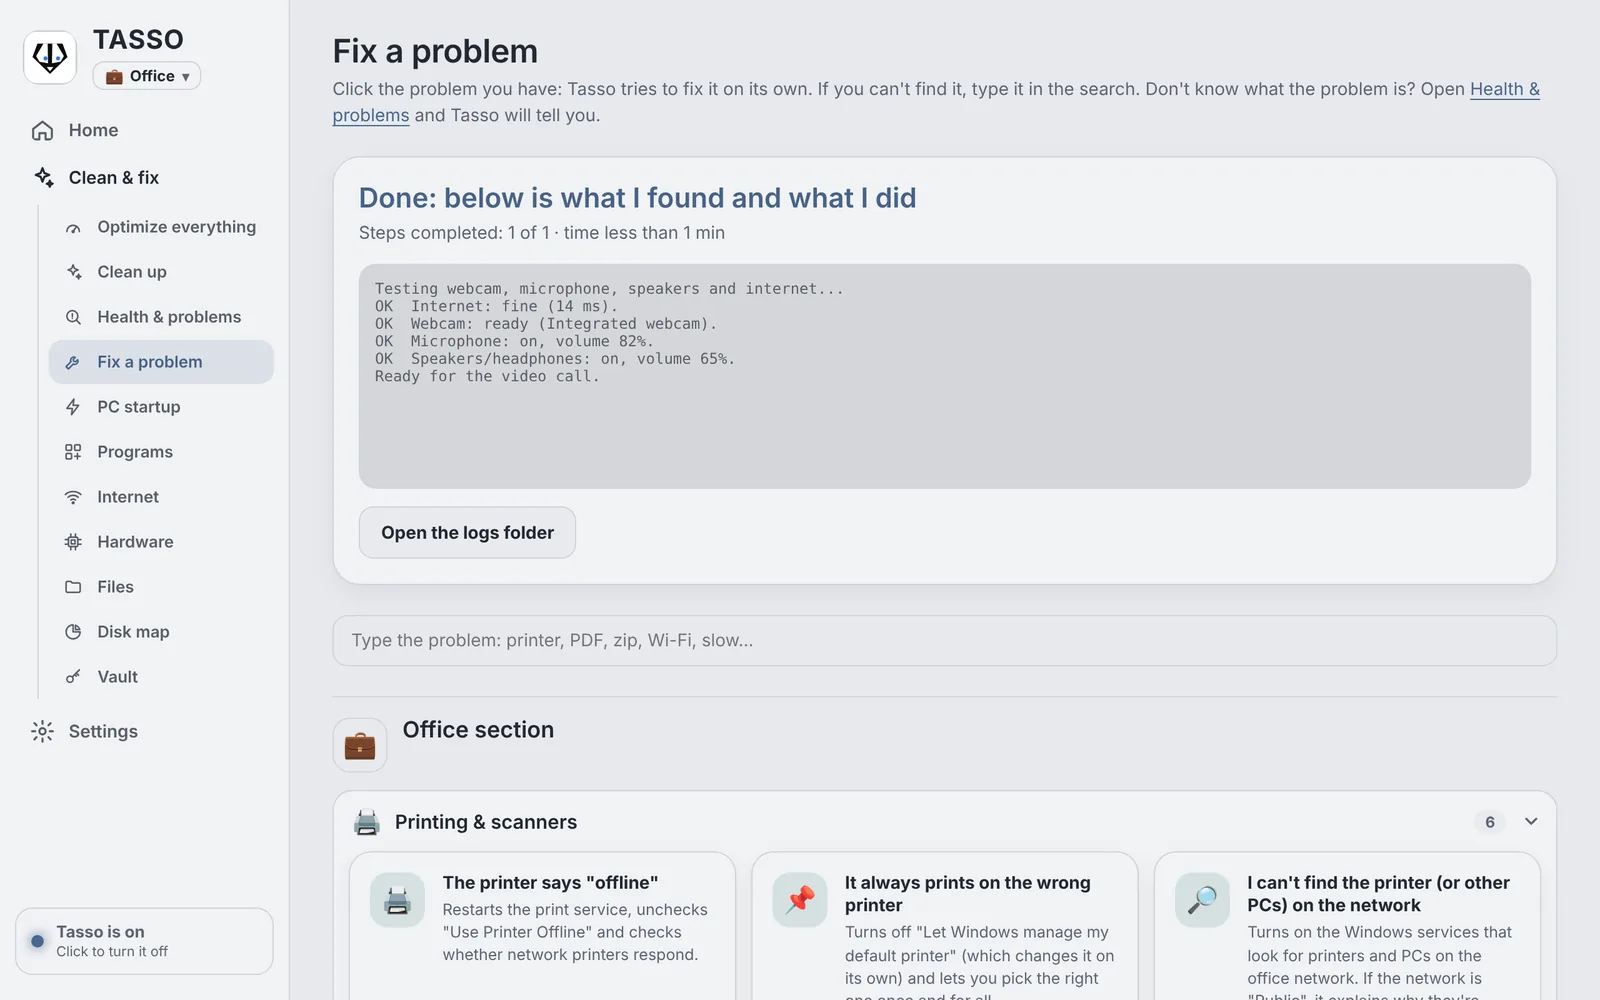 TASSO
Office ▾
Home
Clean & fix
Optimize everything
Clean up
Health & problems
Fix a problem
PC startup
Programs
Internet
Hardware
Files
Disk map
Vault
Settings
Tasso is on
Click to turn it off
Fix a problem
Click the problem you have: Tasso tries to fix it on its own. If you can't find it, type it in the search. Don't know what the problem is? Open Health &
problems and Tasso will tell you.
Done: below is what I found and what I did
Steps completed: 1 of 1 · time less than 1 min
Testing webcam, microphone, speakers and internet...
OK  Internet: fine (14 ms).
OK  Webcam: ready (Integrated webcam).
OK  Microphone: on, volume 82%.
OK  Speakers/headphones: on, volume 65%.
Ready for the video call.
Open the logs folder
Type the problem: printer, PDF, zip, Wi-Fi, slow...
Office section
Printing & scanners
6
The printer says "offline"
Restarts the print service, unchecks
"Use Printer Offline" and checks
whether network printers respond.
It always prints on the wrong
printer
Turns off "Let Windows manage my
default printer" (which changes it on
its own) and lets you pick the right
one once and for all.
I can't find the printer (or other
PCs) on the network
Turns on the Windows services that
look for printers and PCs on the
office network. If the network is
"Public", it explains why they're